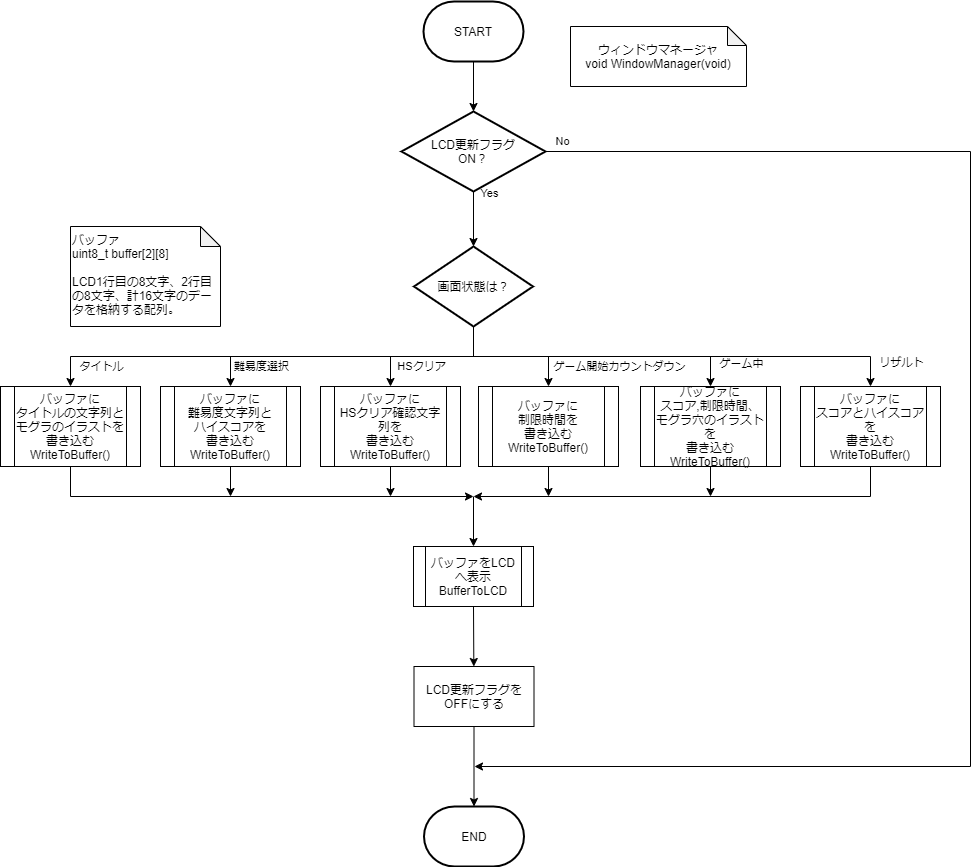 START
ウィンドウマネージャ
void WindowManager(void)
LCD更新フラグ
ON？
No
Yes
バッファ
uint8_t buffer[2][8]
LCD1行目の8文字、2行目
の8文字、計16文字のデー
タを格納する配列。
画面状態は？
タイトル
難易度選択
HSクリア
ゲーム開始カウントダウン
ゲーム中
リザルト
バッファに
タイトルの文字列と
モグラのイラストを
書き込む
WriteToBuffer()
バッファに
難易度文字列と
ハイスコアを
書き込む
WriteToBuffer()
バッファに
HSクリア確認文字
列を
書き込む
WriteToBuffer()
バッファに
制限時間を
書き込む
WriteToBuffer()
バッファに
スコア,制限時間、
モグラ穴のイラスト
を
書き込む
WriteToBuffer()
バッファに
スコアとハイスコア
を
書き込む
WriteToBuffer()
バッファをLCD
へ表示
BufferToLCD
LCD更新フラグを
OFFにする
END